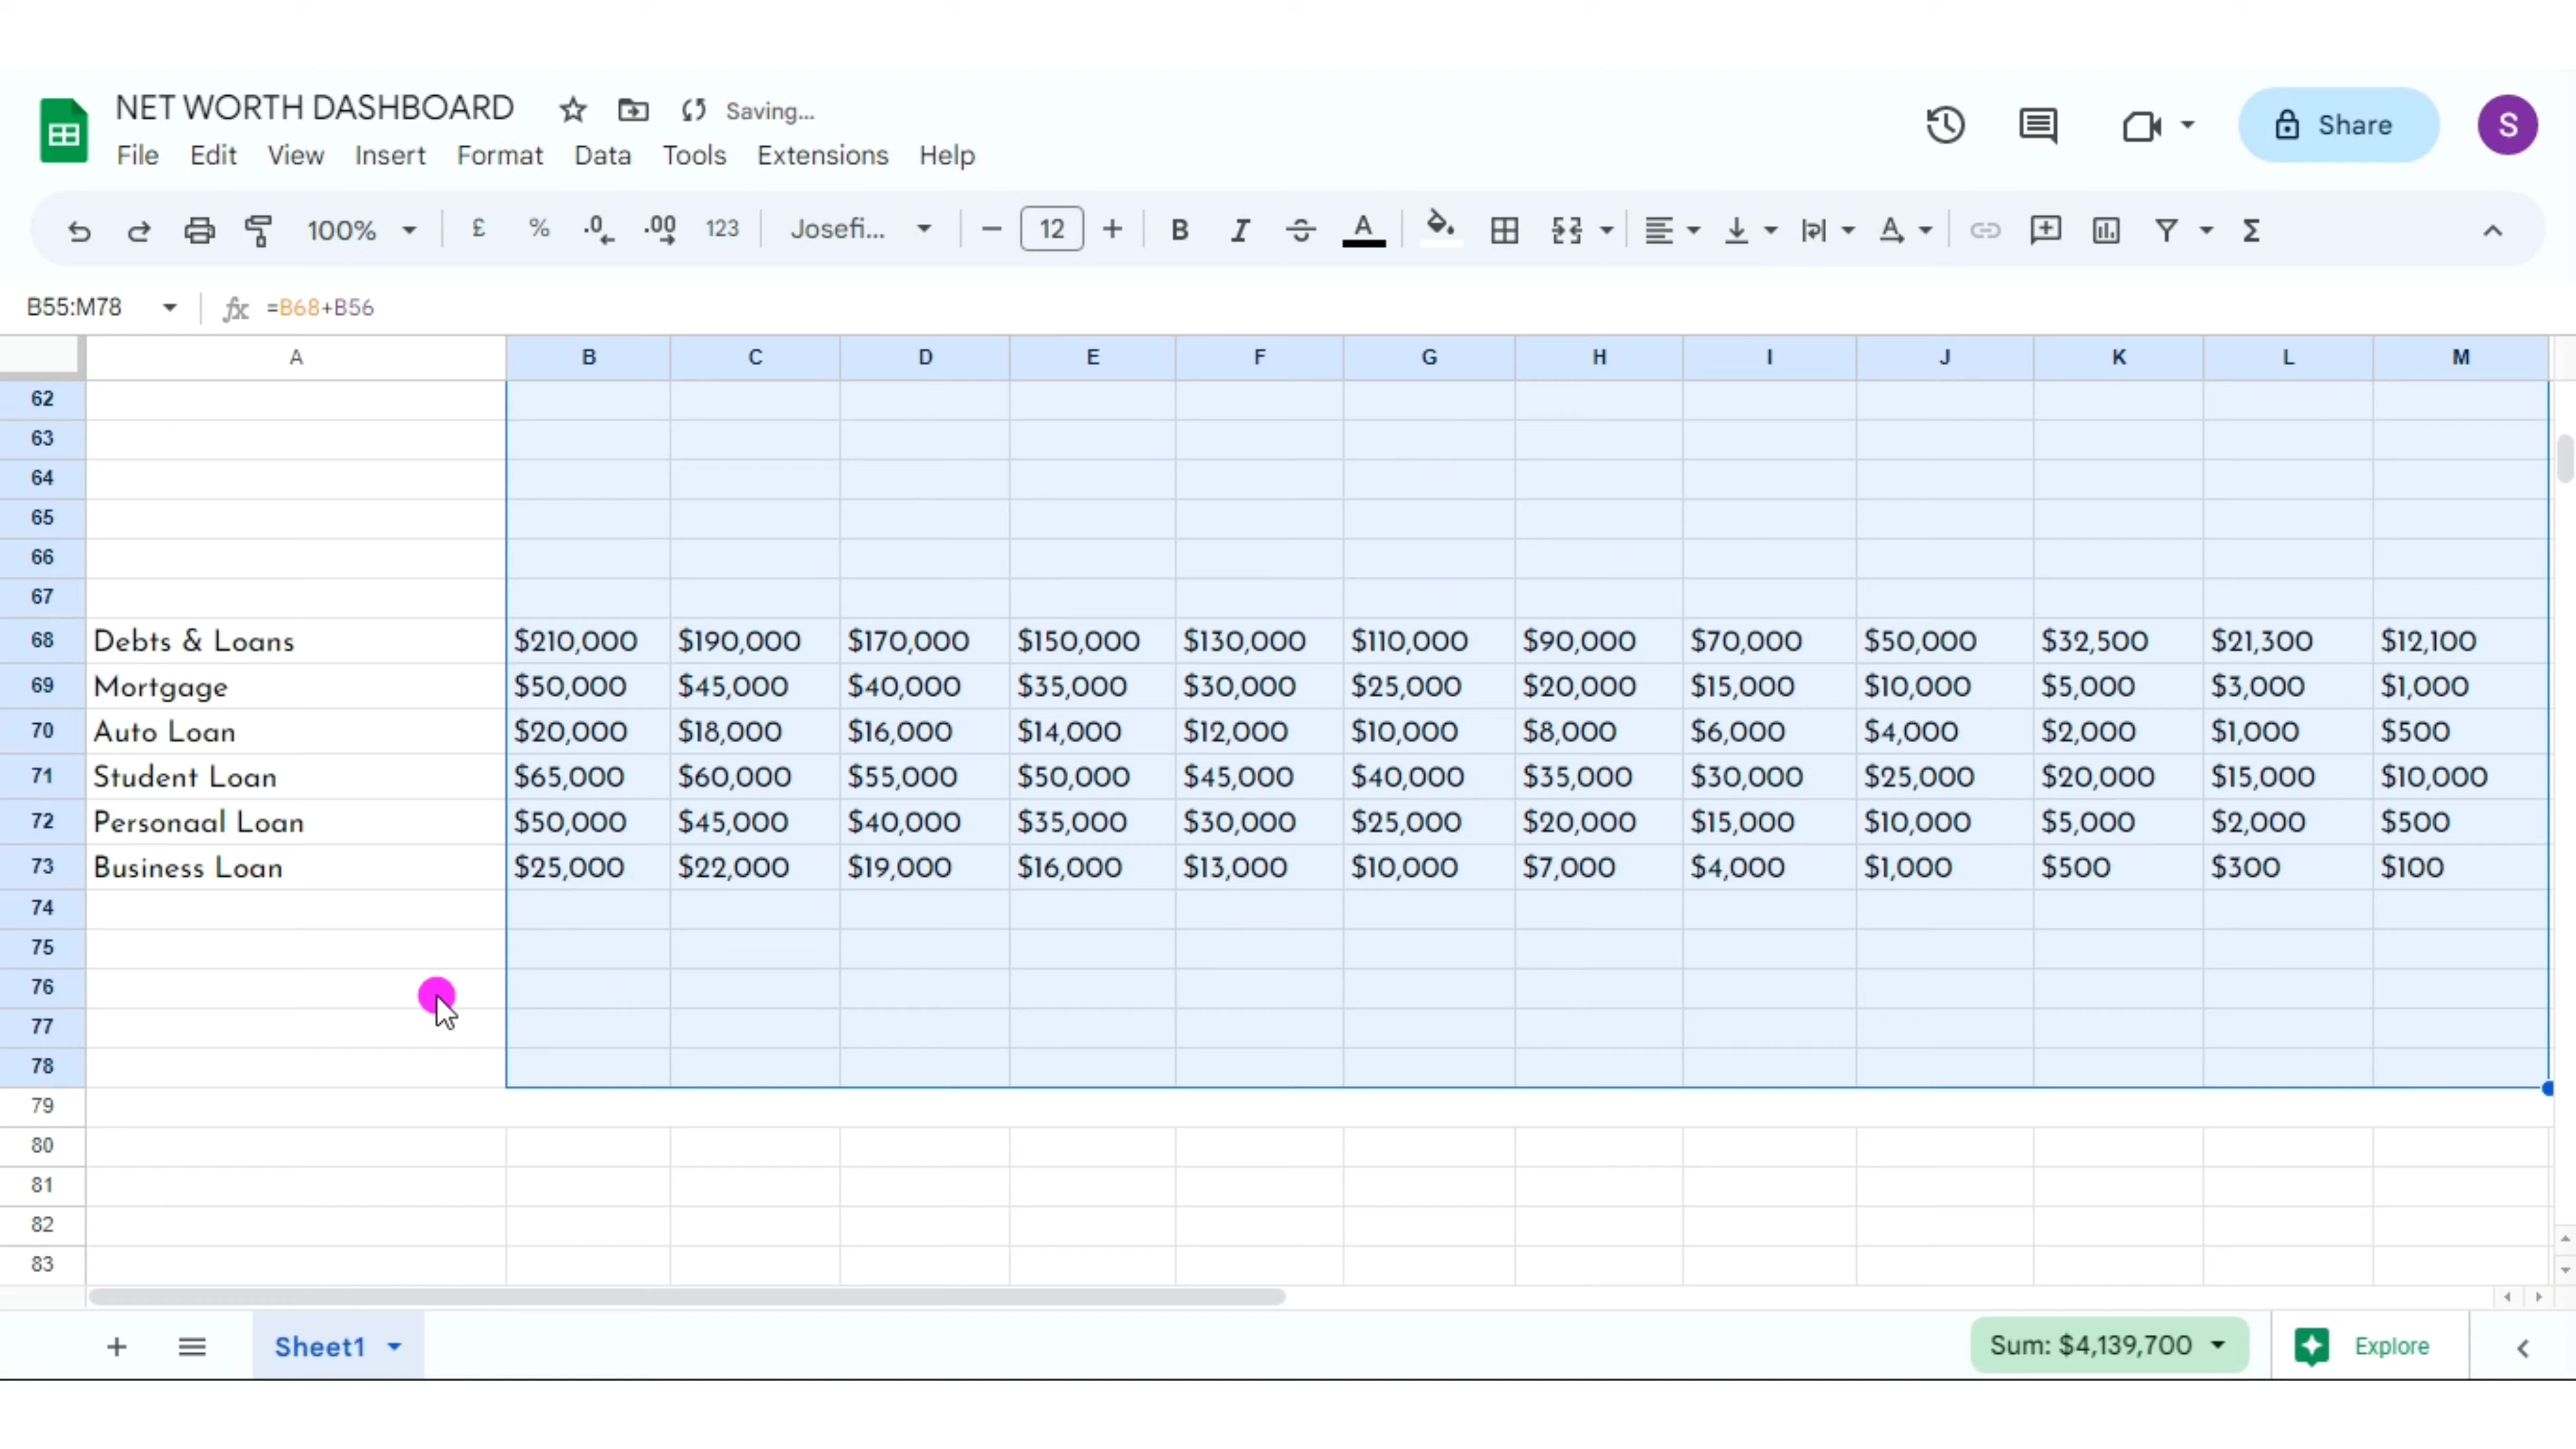 NET WORTH DASHBOARD Saving...
File Edit View Insert Format Data Tools Extensions Help
Share
S
100% £ % .0 .00 123 Josefi... 12 B I A A Σ
B55:M78 fx =B68+B56
A B C D E F G H I J K L M
62
63
64
65
66
67
68 Debts & Loans $210,000 $190,000 $170,000 $150,000 $130,000 $110,000 $90,000 $70,000 $50,000 $32,500 $21,300 $12,100
69 Mortgage $50,000 $45,000 $40,000 $35,000 $30,000 $25,000 $20,000 $15,000 $10,000 $5,000 $3,000 $1,000
70 Auto Loan $20,000 $18,000 $16,000 $14,000 $12,000 $10,000 $8,000 $6,000 $4,000 $2,000 $1,000 $500
71 Student Loan $65,000 $60,000 $55,000 $50,000 $45,000 $40,000 $35,000 $30,000 $25,000 $20,000 $15,000 $10,000
72 Personaal Loan $50,000 $45,000 $40,000 $35,000 $30,000 $25,000 $20,000 $15,000 $10,000 $5,000 $2,000 $500
73 Business Loan $25,000 $22,000 $19,000 $16,000 $13,000 $10,000 $7,000 $4,000 $1,000 $500 $300 $100
74
75
76
77
78
79
80
81
82
83
Sheet1 Sum: $4,139,700 Explore